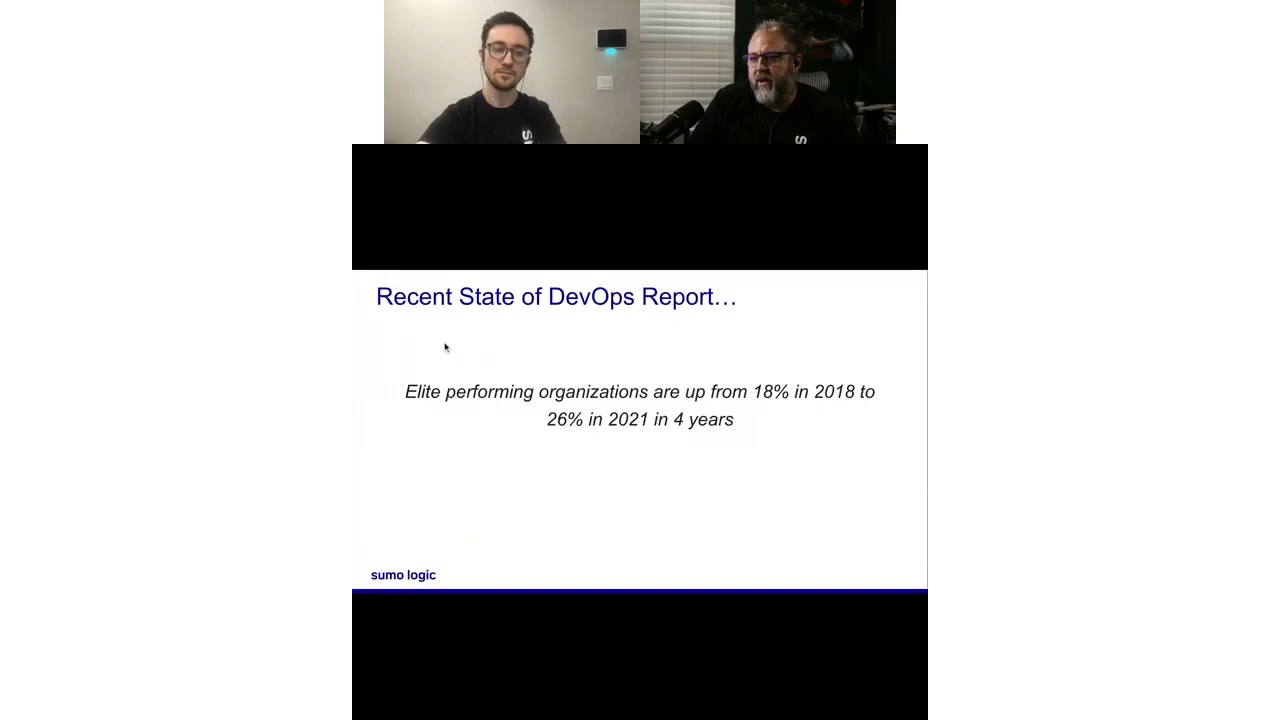 Recent State of DevOps Report…
Elite performing organizations are up from 18% in 2018 to
26% in 2021 in 4 years
sumo logic